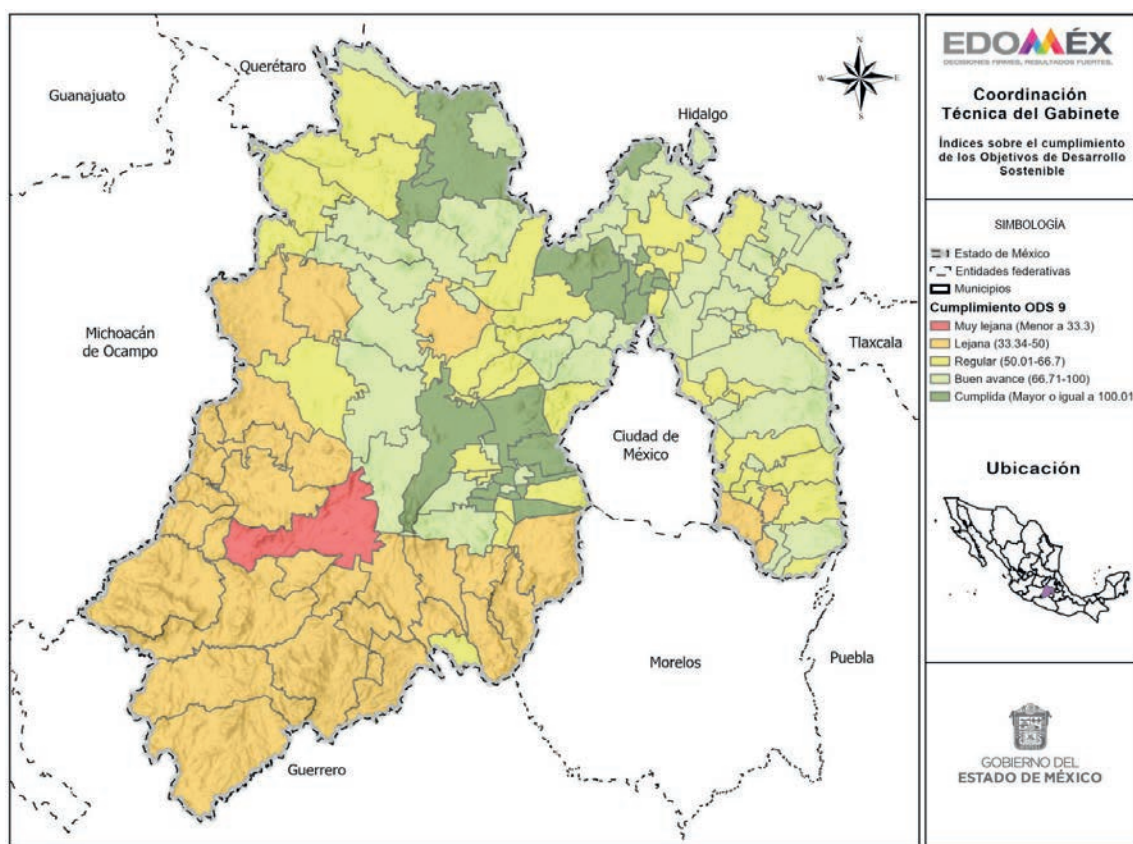 Querétaro
Guanajuato
Hidalgo
N
W
E
S
Michoacán
de Ocampo
Tlaxcala
Ciudad de
México
Morelos
Puebla
Guerrero
EDOMÉX
DECISIONES FIRMES, RESULTADOS FUERTES.
Coordinación
Técnica del Gabinete
Índices sobre el cumplimiento
de los Objetivos de Desarrollo
Sostenible
SIMBOLOGÍA
Estado de México
Entidades federativas
Municipios
Cumplimiento ODS 9
Muy lejana (Menor a 33.3)
Lejana (33.34-50)
Regular (50.01-66.7)
Buen avance (66.71-100)
Cumplida (Mayor o igual a 100.01
Ubicación
GOBIERNO DEL
ESTADO DE MÉXICO